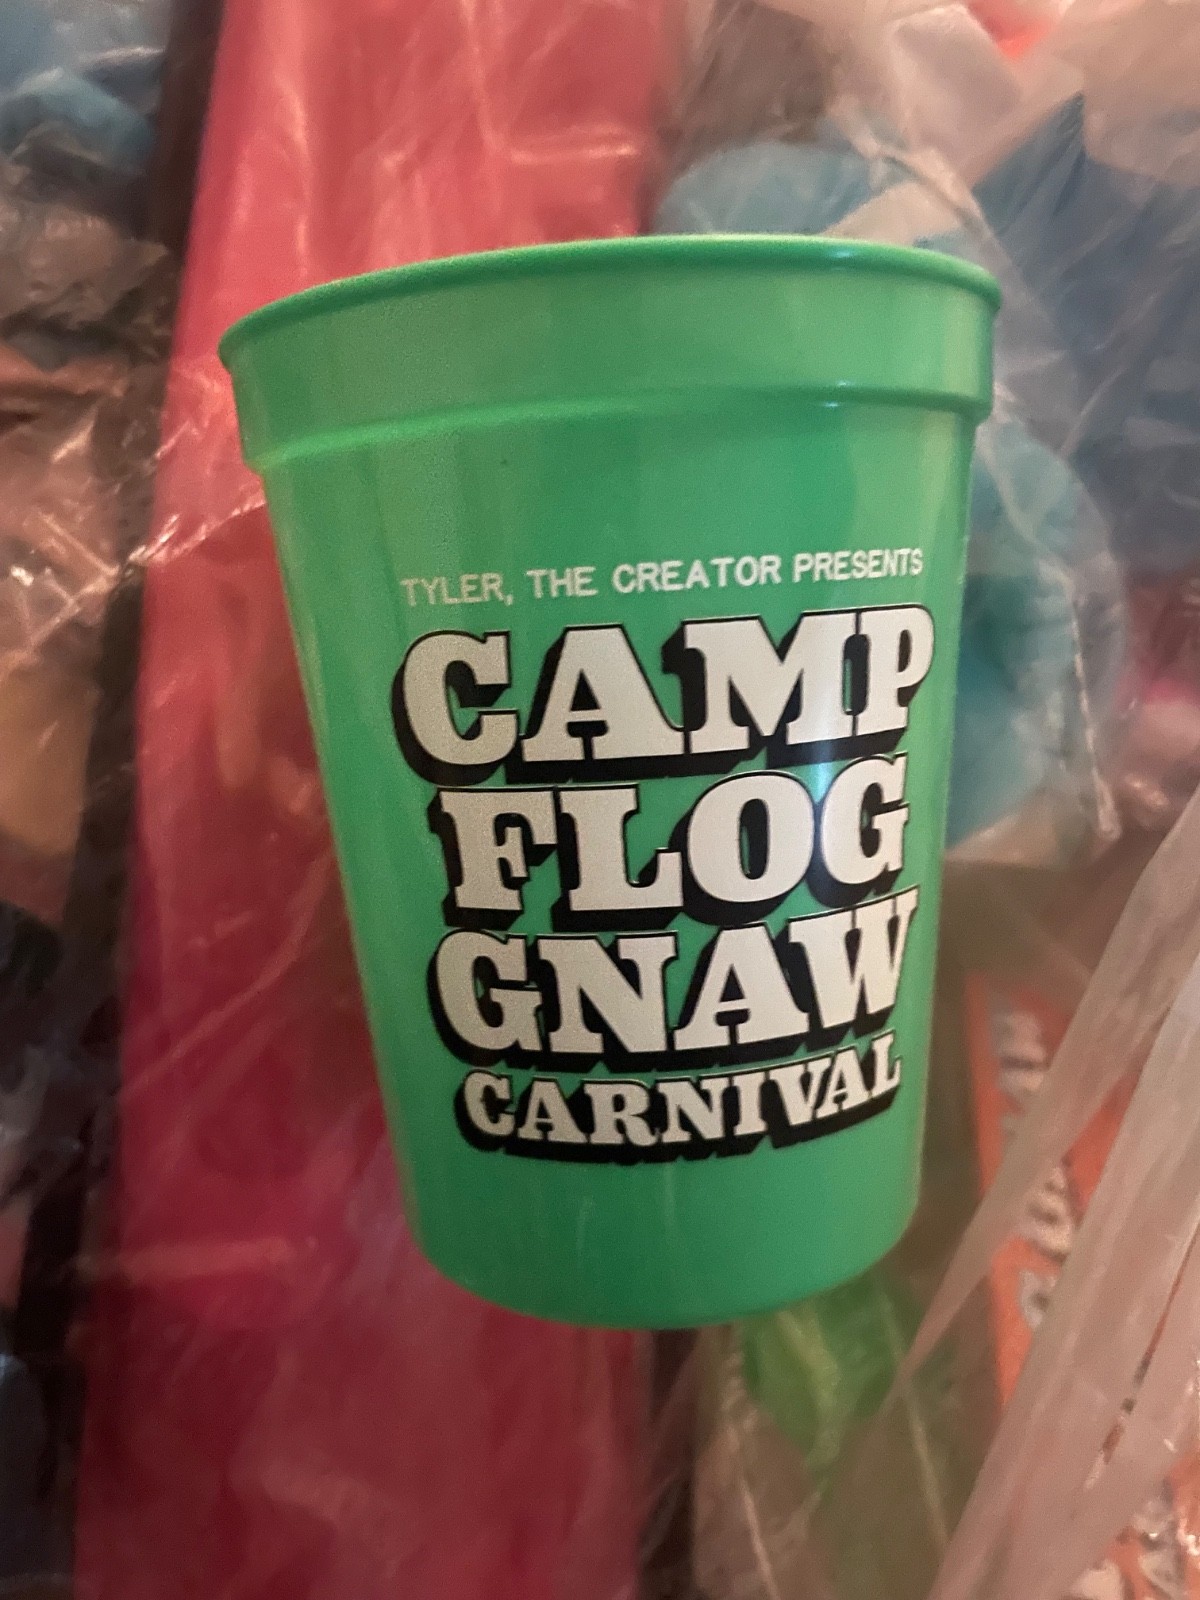 TYLER, THE CREATOR PRESENTS
CAMP
FLOG
GNAW
CARNIVAL